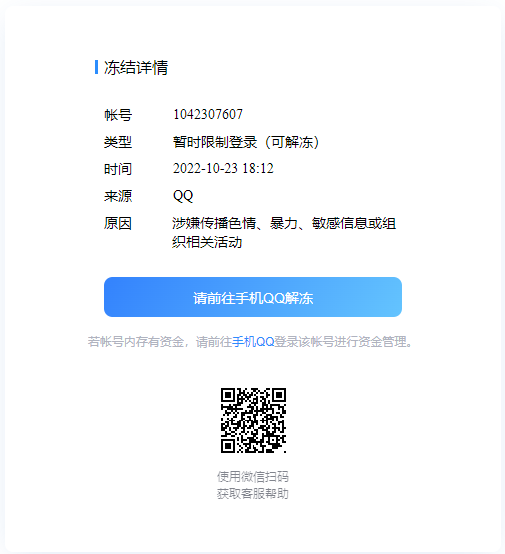 冻结详情
帐号 1042307607
类型 暂时限制登录（可解冻）
时间 2022-10-23 18:12
来源 QQ
原因 涉嫌传播色情、暴力、敏感信息或组
织相关活动
请前往手机QQ解冻
若帐号内存有资金，请前往手机QQ登录该帐号进行资金管理。
使用微信扫码
获取客服帮助